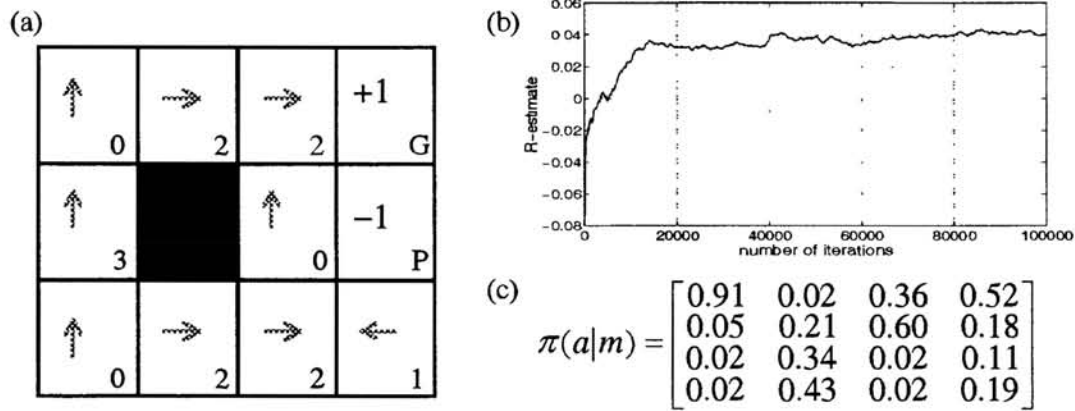 (a)
+1
0 2 2 G
−1
3 0 P
0 2 2 1
(b)
0.06
0.04
0.02
0
−0.02
−0.04
−0.06
−0.08
R-estimate
0 20000 40000 60000 80000 100000
number of iterations
(c)
π(a|m) =
0.91 0.02 0.36 0.52
0.05 0.21 0.60 0.18
0.02 0.34 0.02 0.11
0.02 0.43 0.02 0.19